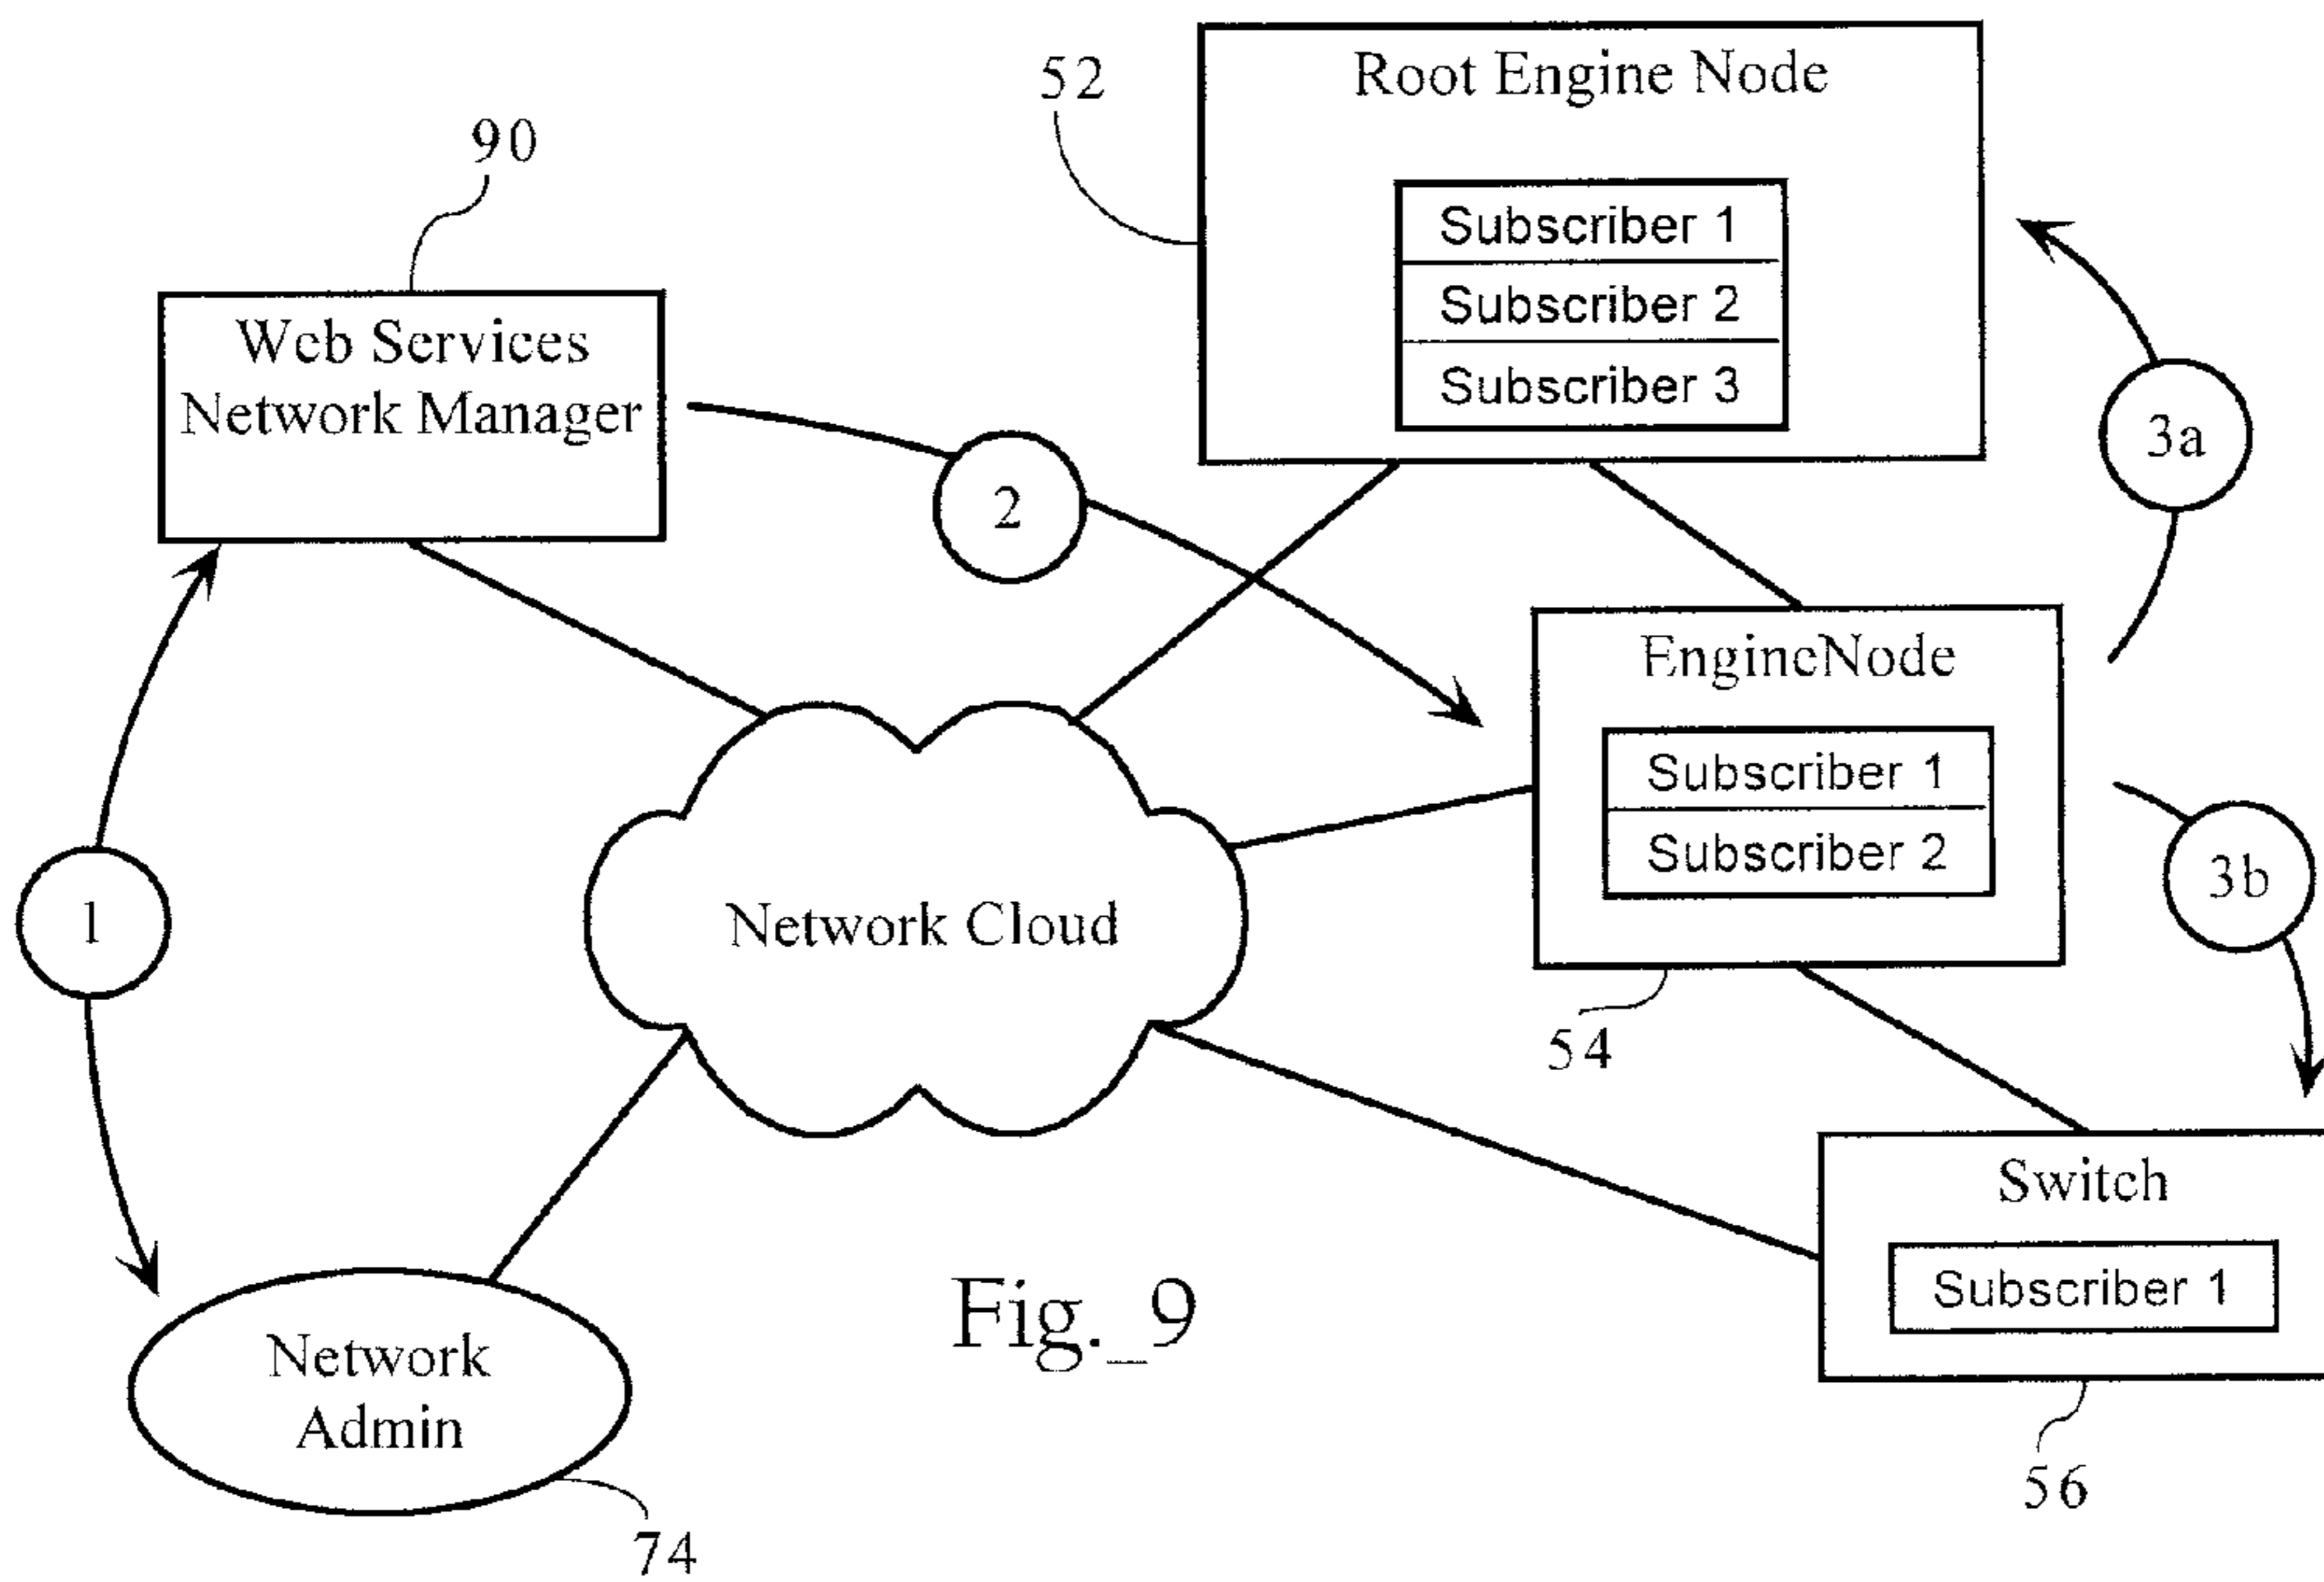 52
Root Engine Node
Subscriber 1
Subscriber 2
Subscriber 3
90
Web Services
Network Manager
2
3a
EngineNode
Subscriber 1
Subscriber 2
3b
1
Network Cloud
54
Switch
Subscriber 1
56
Fig._9
Network
Admin
74